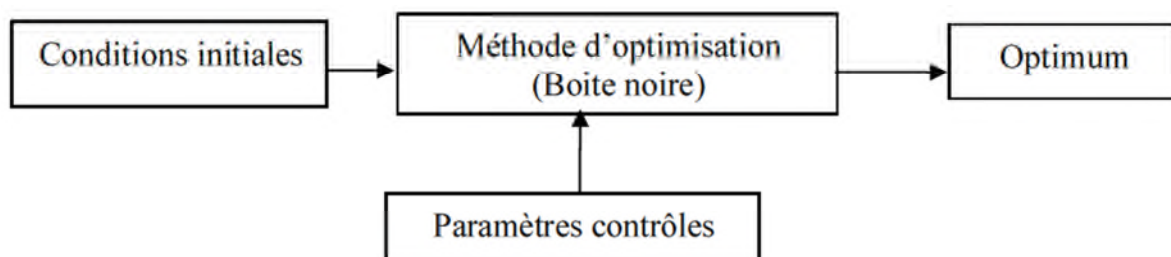 Conditions initiales
Méthode d'optimisation
(Boite noire)
Optimum
Paramètres contrôles